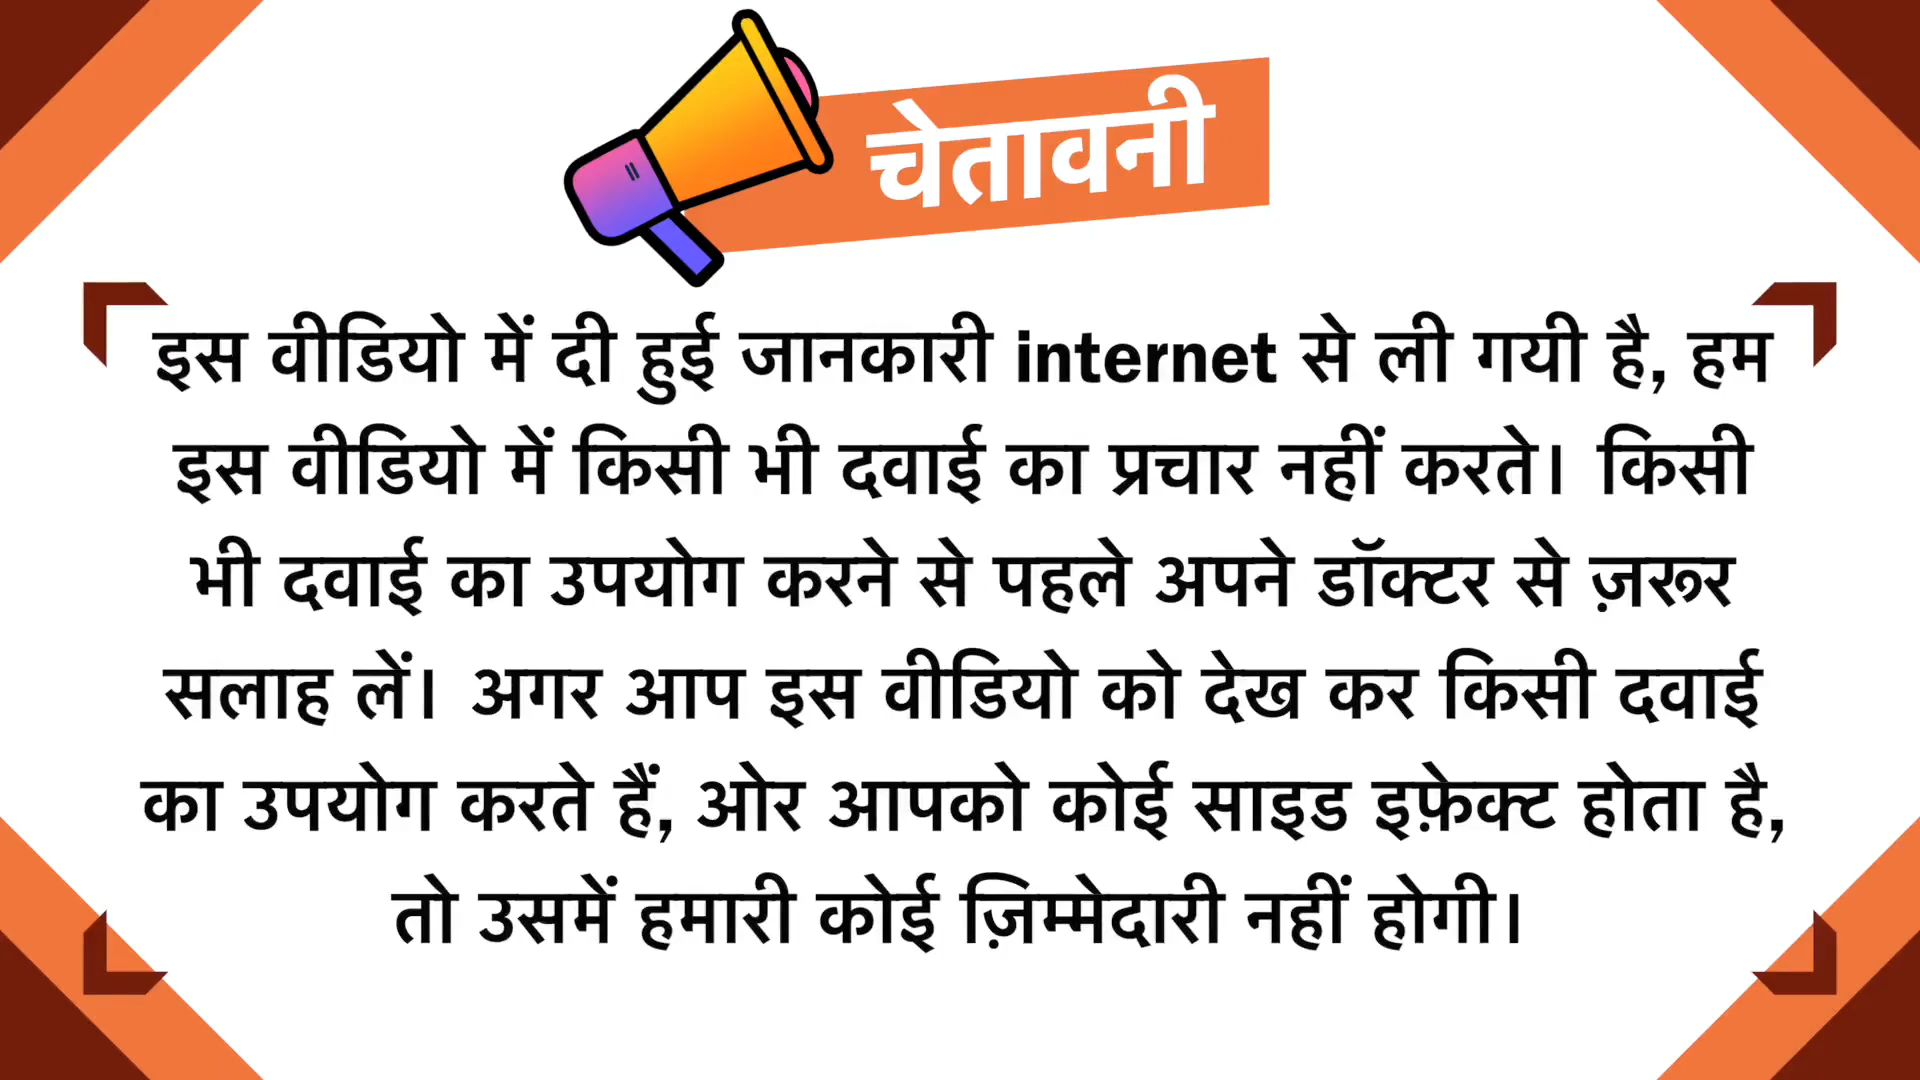 चेतावनी
इस वीडियो में दी हुई जानकारी internet से ली गयी है, हम
इस वीडियो में किसी भी दवाई का प्रचार नहीं करते। किसी
भी दवाई का उपयोग करने से पहले अपने डॉक्टर से ज़रूर
सलाह लें। अगर आप इस वीडियो को देख कर किसी दवाई
का उपयोग करते हैं, ओर आपको कोई साइड इफ़ेक्ट होता है,
तो उसमें हमारी कोई ज़िम्मेदारी नहीं होगी।